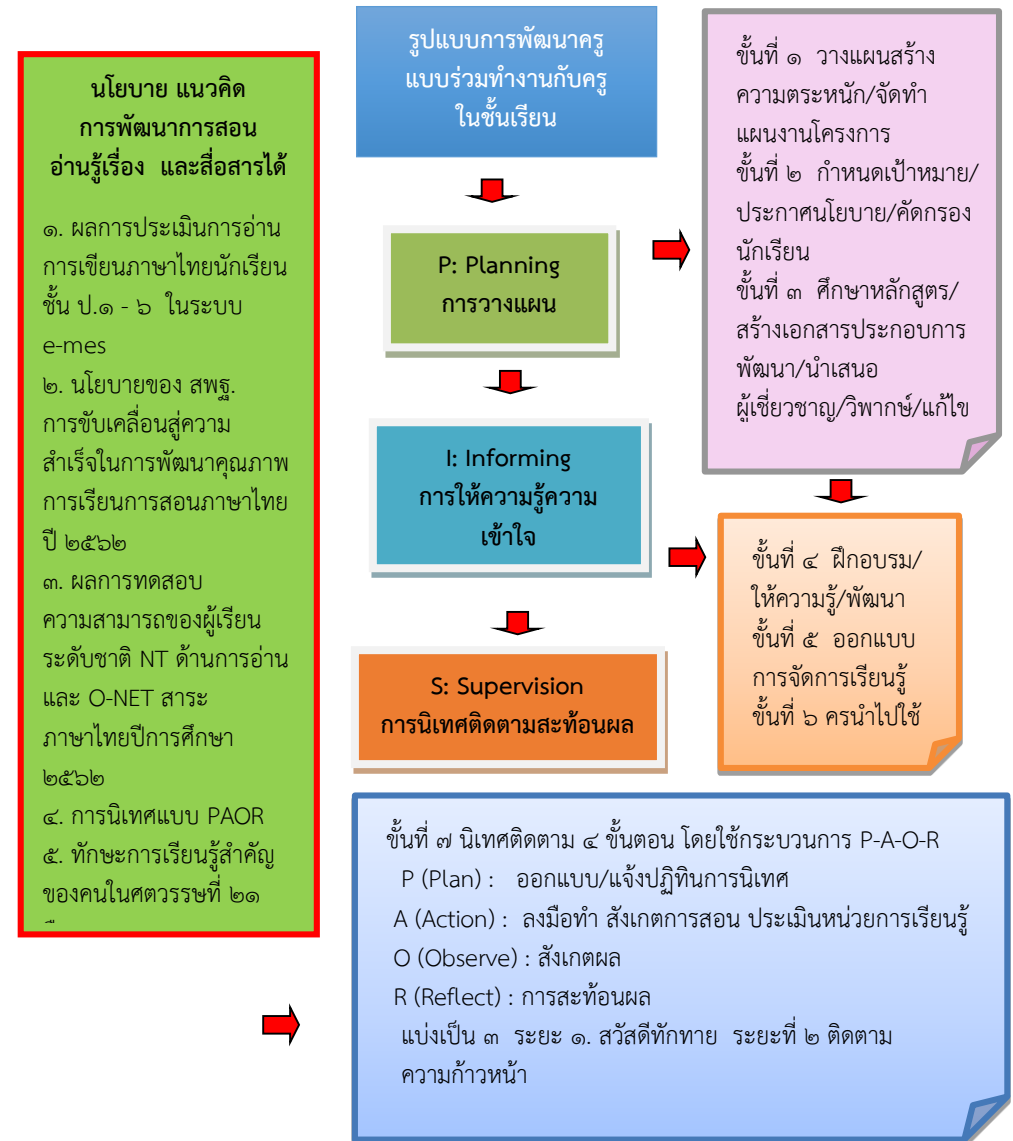 นโยบาย แนวคิด
การพัฒนาการสอน
อ่านรู้เรื่อง และสื่อสารได้
๑. ผลการประเมินการอ่าน
การเขียนภาษาไทยนักเรียน
ชั้น ป.๑ - ๖ ในระบบ
e-mes
๒. นโยบายของ สพฐ.
การขับเคลื่อนสู่ความ
สำเร็จในการพัฒนาคุณภาพ
การเรียนการสอนภาษาไทย
ปี ๒๕๖๒
๓. ผลการทดสอบ
ความสามารถของผู้เรียน
ระดับชาติ NT ด้านการอ่าน
และ O-NET สาระ
ภาษาไทยปีการศึกษา
๒๕๖๒
๔. การนิเทศแบบ PAOR
๕. ทักษะการเรียนรู้สำคัญ
ของคนในศตวรรษที่ ๒๑
รูปแบบการพัฒนาครู
แบบร่วมทำงานกับครู
ในชั้นเรียน
P: Planning
การวางแผน
I: Informing
การให้ความรู้ความ
เข้าใจ
S: Supervision
การนิเทศติดตามสะท้อนผล
ขั้นที่ ๑ วางแผนสร้าง
ความตระหนัก/จัดทำ
แผนงานโครงการ
ขั้นที่ ๒ กำหนดเป้าหมาย/
ประกาศนโยบาย/คัดกรอง
นักเรียน
ขั้นที่ ๓ ศึกษาหลักสูตร/
สร้างเอกสารประกอบการ
พัฒนา/นำเสนอ
ผู้เชี่ยวชาญ/วิพากษ์/แก้ไข
ขั้นที่ ๔ ฝึกอบรม/
ให้ความรู้/พัฒนา
ขั้นที่ ๕ ออกแบบ
การจัดการเรียนรู้
ขั้นที่ ๖ ครูนำไปใช้
ขั้นที่ ๗ นิเทศติดตาม ๔ ขั้นตอน โดยใช้กระบวนการ P-A-O-R
P (Plan) : ออกแบบ/แจ้งปฏิทินการนิเทศ
A (Action) : ลงมือทำ สังเกตการสอน ประเมินหน่วยการเรียนรู้
O (Observe) : สังเกตผล
R (Reflect) : การสะท้อนผล
แบ่งเป็น ๓ ระยะ ๑. สวัสดีทักทาย ระยะที่ ๒ ติดตาม
ความก้าวหน้า